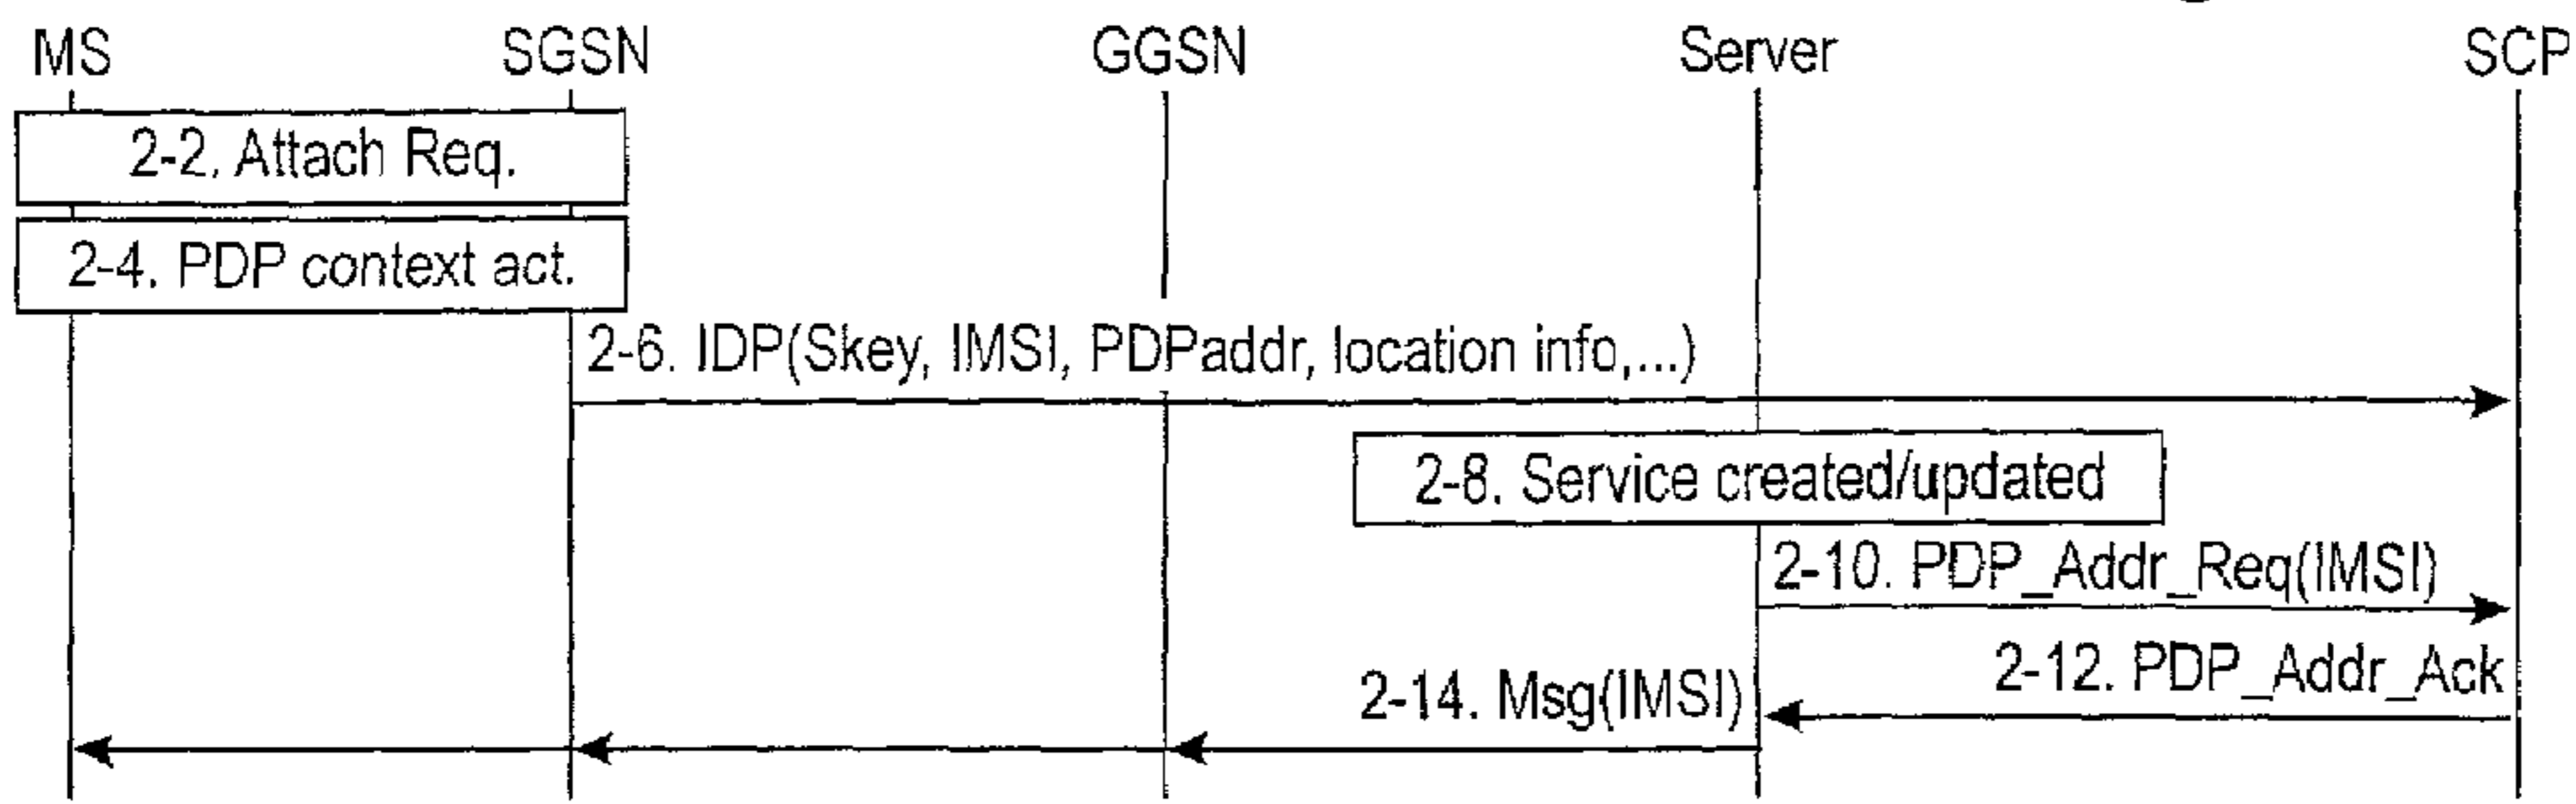 MS SGSN GGSN Server SCP
2-2. Attach Req.
2-4. PDP context act.
2-6. IDP(Skey, IMSI, PDPaddr, location info,...)
2-8. Service created/updated
2-10. PDP_Addr_Req(IMSI)
2-12. PDP_Addr_Ack
2-14. Msg(IMSI)